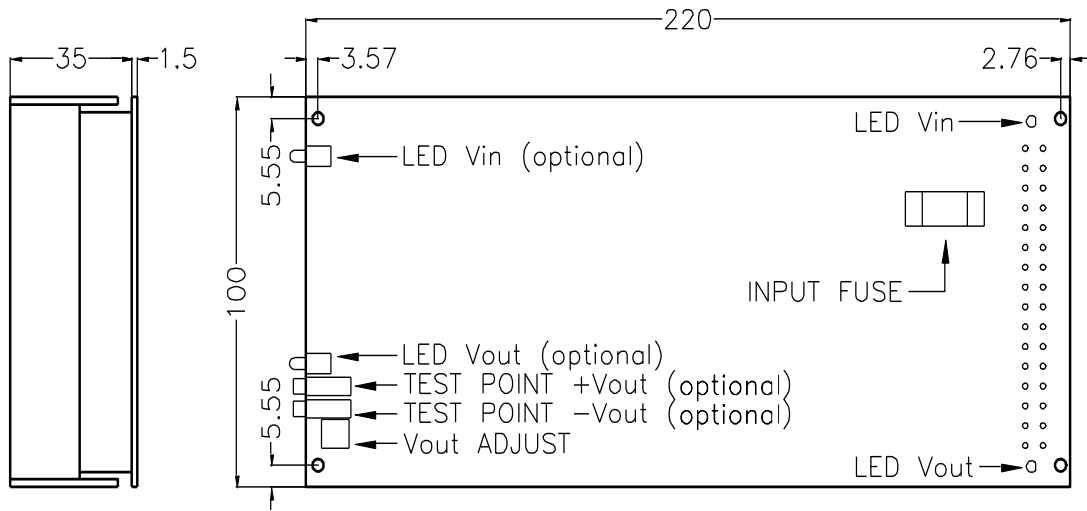 220
35
1.5
3.57
2.76
LED Vin
LED Vin (optional)
5.55
100
INPUT FUSE
LED Vout (optional)
TEST POINT +Vout (optional)
TEST POINT −Vout (optional)
5.55
Vout ADJUST
LED Vout